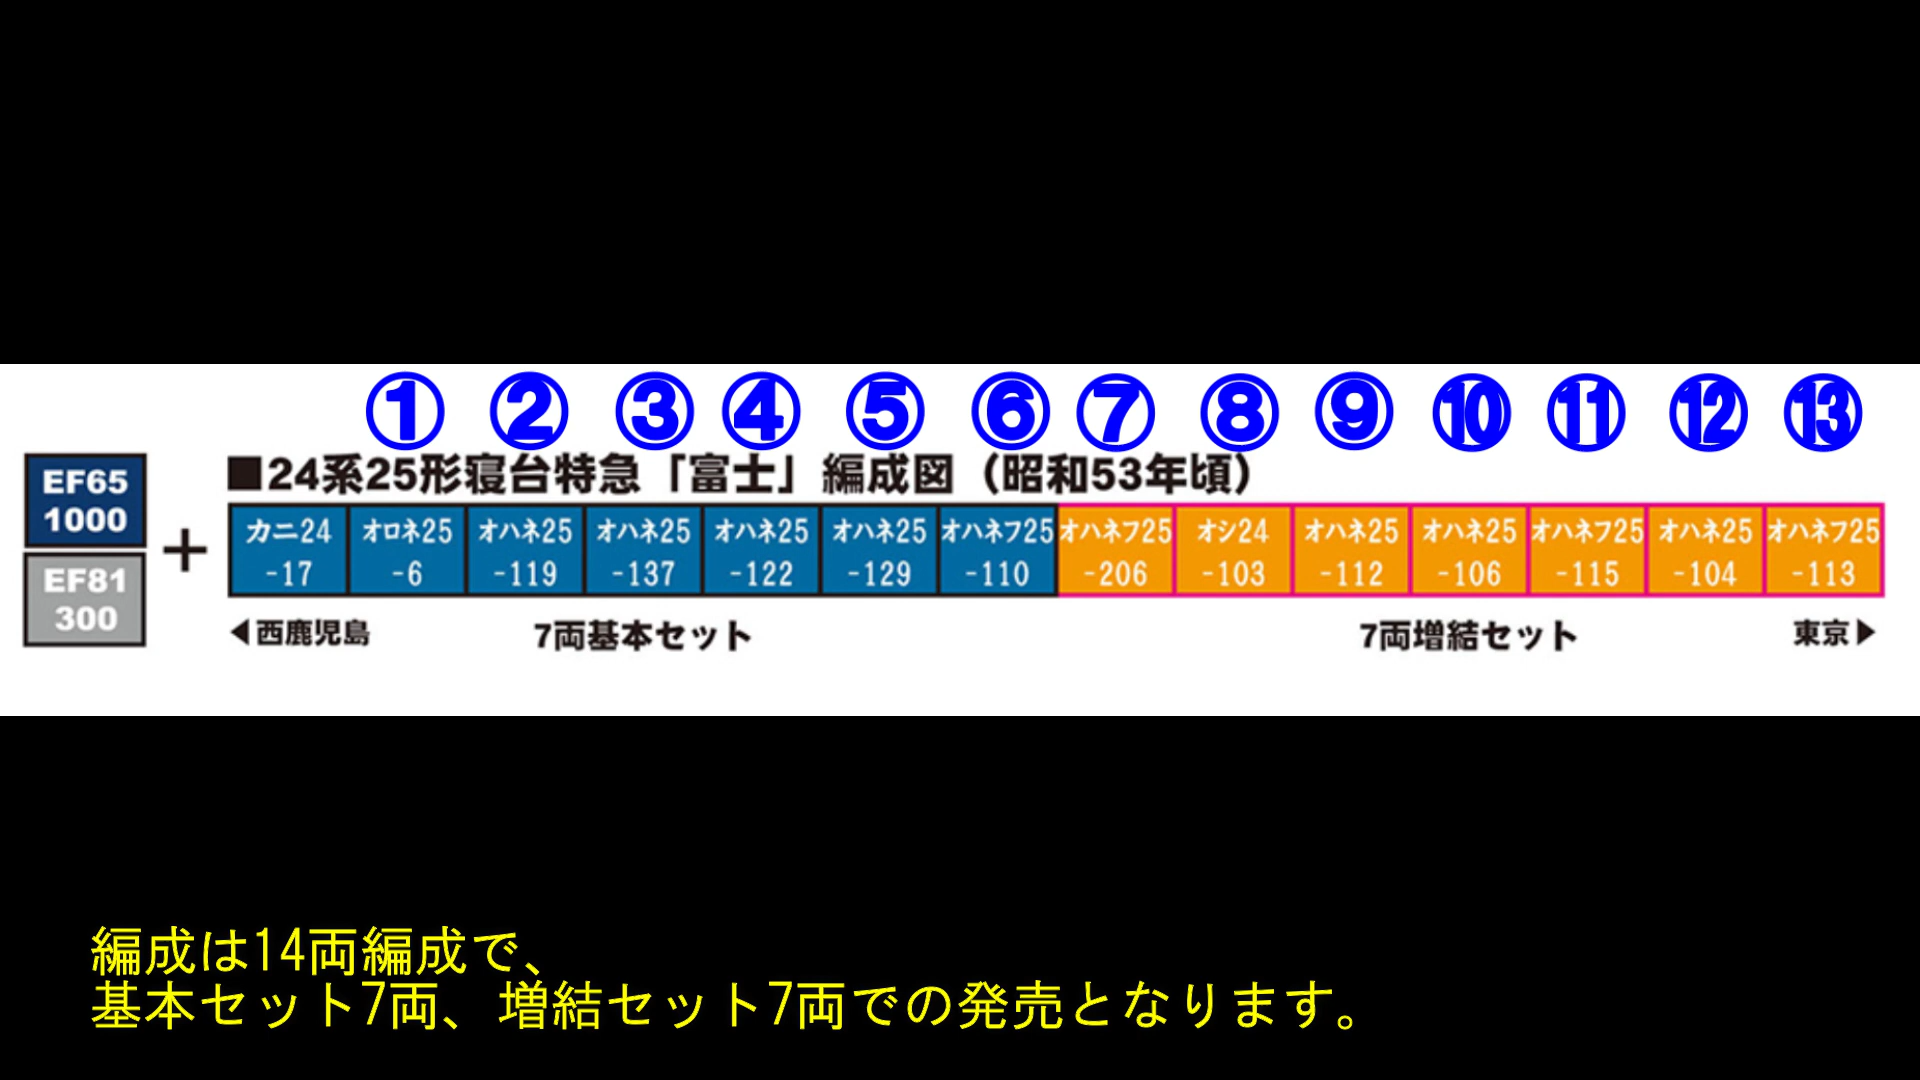 ① ② ③ ④ ⑤ ⑥ ⑦ ⑧ ⑨ ⑩ ⑪ ⑫ ⑬
EF65
1000
EF81
300
+
■24系25形寝台特急「富士」編成図（昭和53年頃）
カニ24 オロネ25 オハネ25 オハネ25 オハネ25 オハネ25 オハネフ25 オハネフ25 オシ24 オハネ25 オハネ25 オハネフ25 オハネ25 オハネフ25
-17 -6 -119 -137 -122 -129 -110 -206 -103 -112 -106 -115 -104 -113
◀西鹿児島 7両基本セット 7両増結セット 東京▶
編成は14両編成で、
基本セット7両、増結セット7両での発売となります。